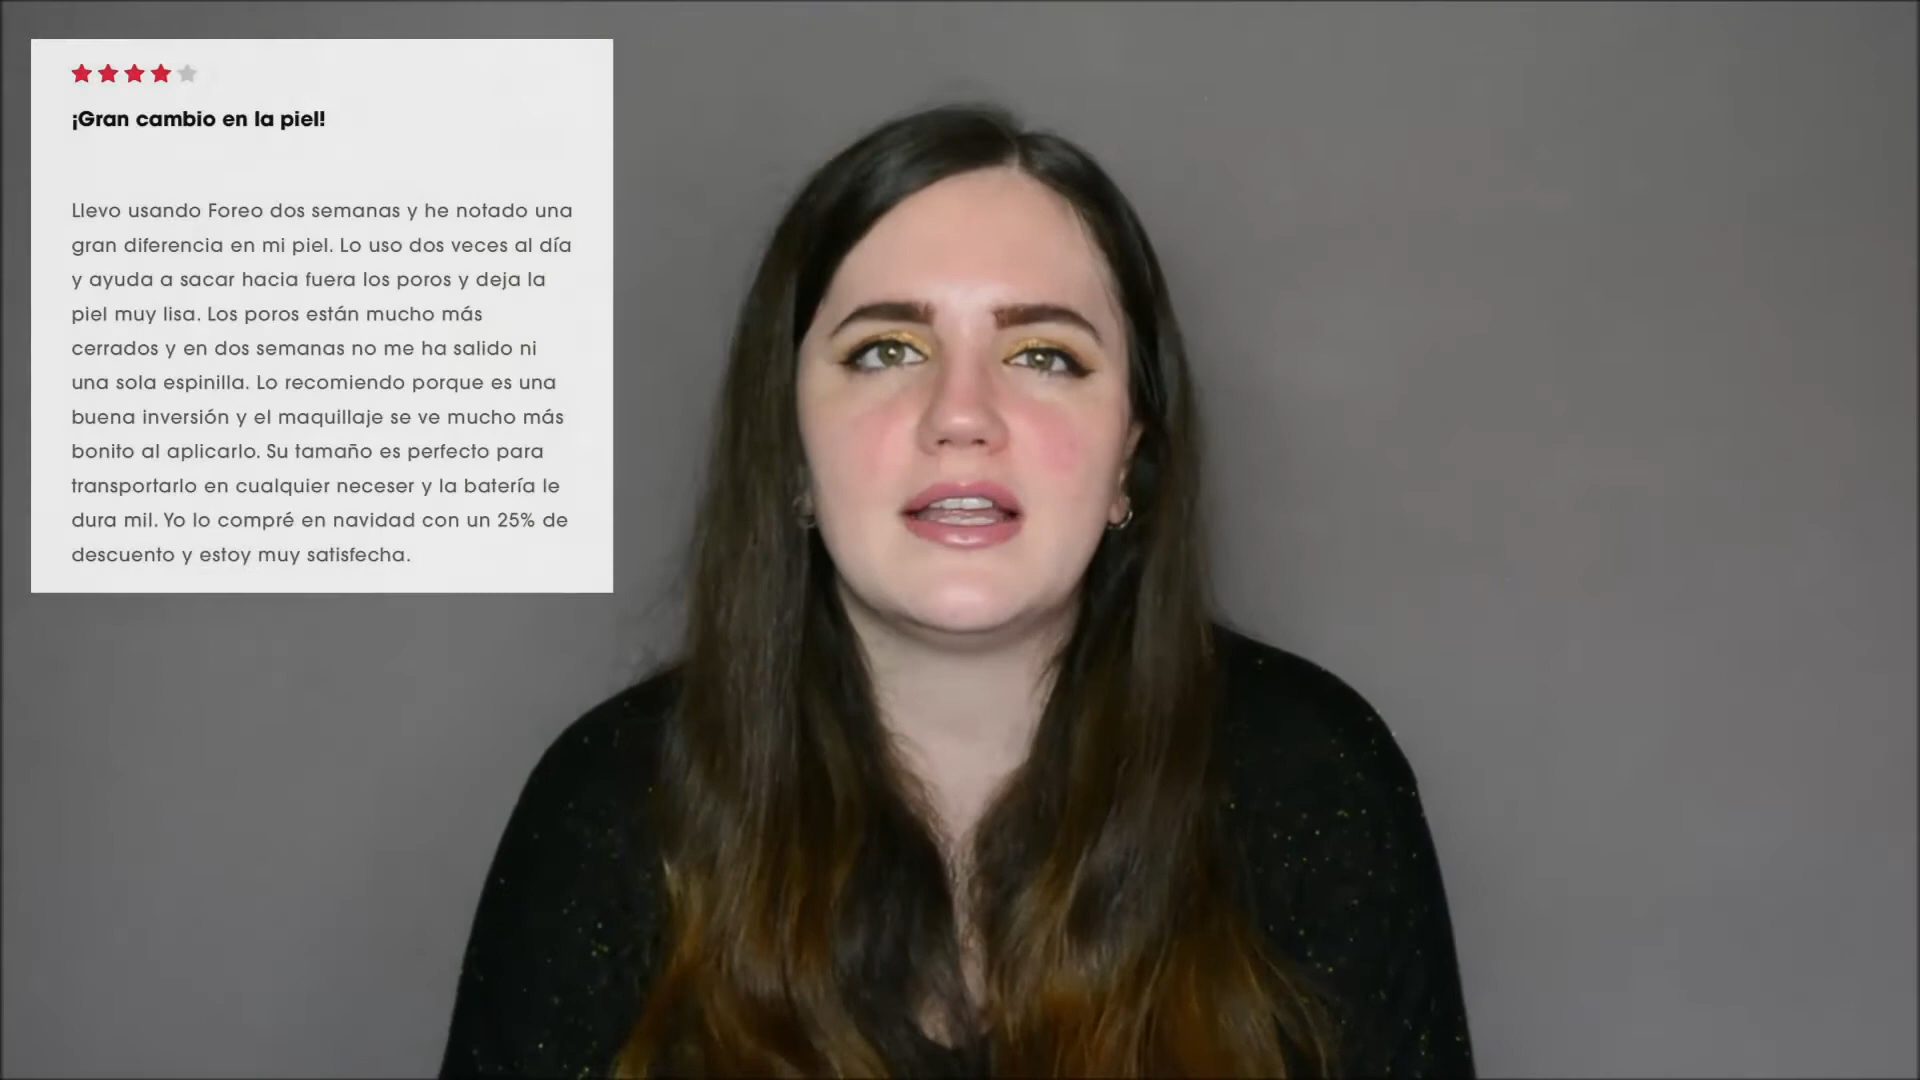 ¡Gran cambio en la piel!
Llevo usando Foreo dos semanas y he notado una
gran diferencia en mi piel. Lo uso dos veces al día
y ayuda a sacar hacia fuera los poros y deja la
piel muy lisa. Los poros están mucho más
cerrados y en dos semanas no me ha salido ni
una sola espinilla. Lo recomiendo porque es una
buena inversión y el maquillaje se ve mucho más
bonito al aplicarlo. Su tamaño es perfecto para
transportarlo en cualquier neceser y la batería le
dura mil. Yo lo compré en navidad con un 25% de
descuento y estoy muy satisfecha.